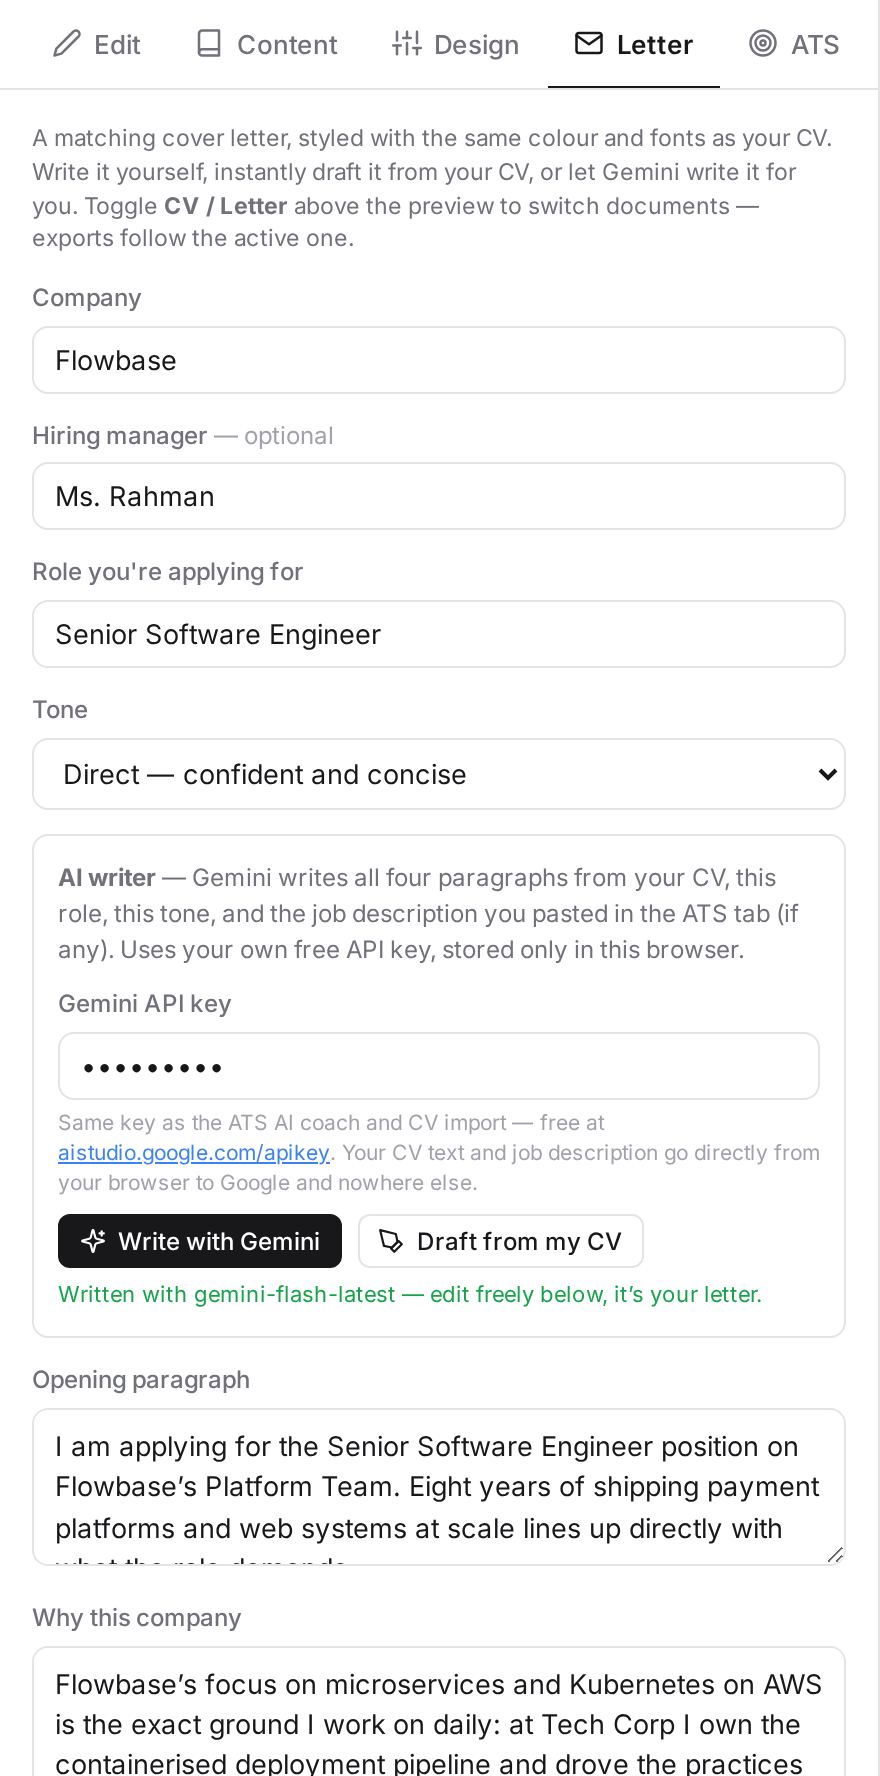 Edit
Content
Design
Letter
ATS
A matching cover letter, styled with the same colour and fonts as your CV.
Write it yourself, instantly draft it from your CV, or let Gemini write it for
you. Toggle CV / Letter above the preview to switch documents —
exports follow the active one.
Company
Flowbase
Hiring manager — optional
Ms. Rahman
Role you're applying for
Senior Software Engineer
Tone
Direct — confident and concise
AI writer — Gemini writes all four paragraphs from your CV, this
role, this tone, and the job description you pasted in the ATS tab (if
any). Uses your own free API key, stored only in this browser.
Gemini API key
•••••••••
Same key as the ATS AI coach and CV import — free at
aistudio.google.com/apikey. Your CV text and job description go directly from
your browser to Google and nowhere else.
Write with Gemini
Draft from my CV
Written with gemini-flash-latest — edit freely below, it’s your letter.
Opening paragraph
I am applying for the Senior Software Engineer position on
Flowbase’s Platform Team. Eight years of shipping payment
platforms and web systems at scale lines up directly with
what the role demands
Why this company
Flowbase’s focus on microservices and Kubernetes on AWS
is the exact ground I work on daily: at Tech Corp I own the
containerised deployment pipeline and drove the practices